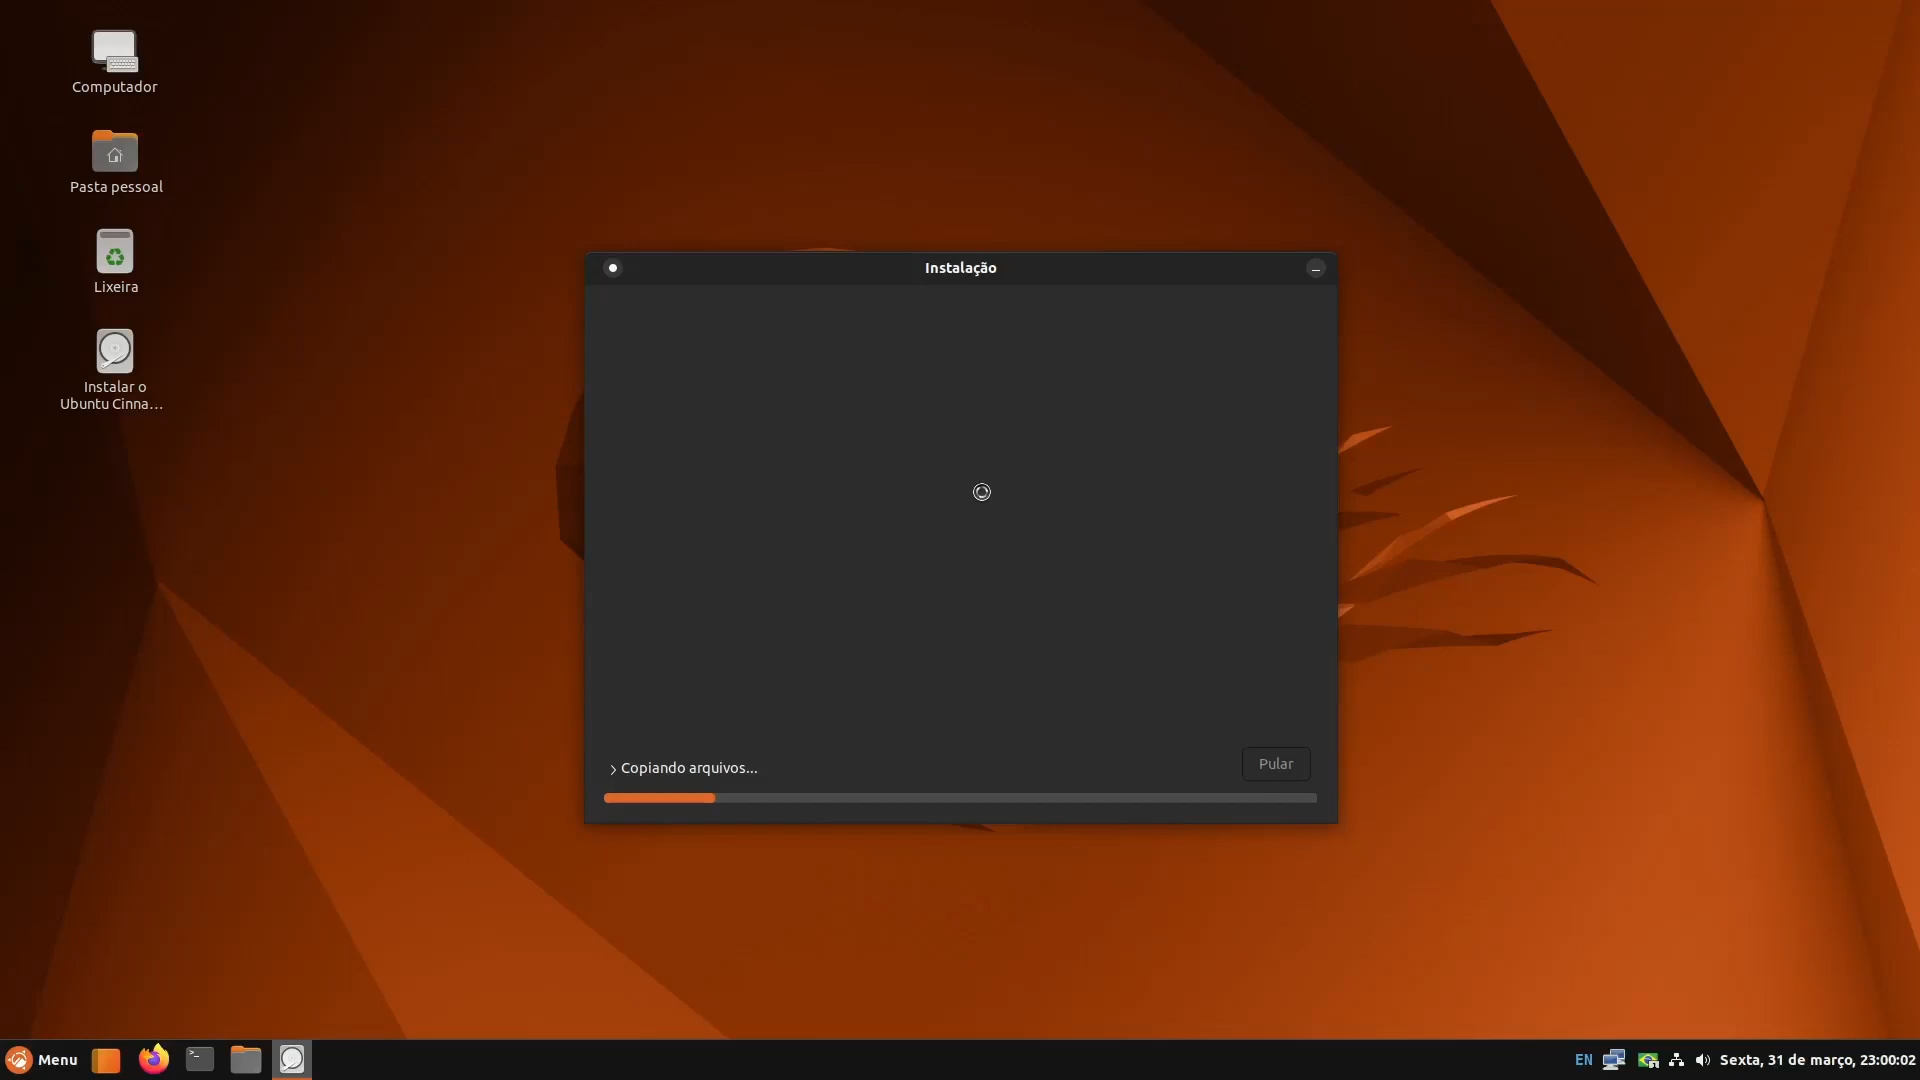 Computador
Pasta pessoal
Lixeira
Instalar o
Ubuntu Cinna...
Instalação
Copiando arquivos...
Pular
Menu
EN
Sexta, 31 de março, 23:00:02